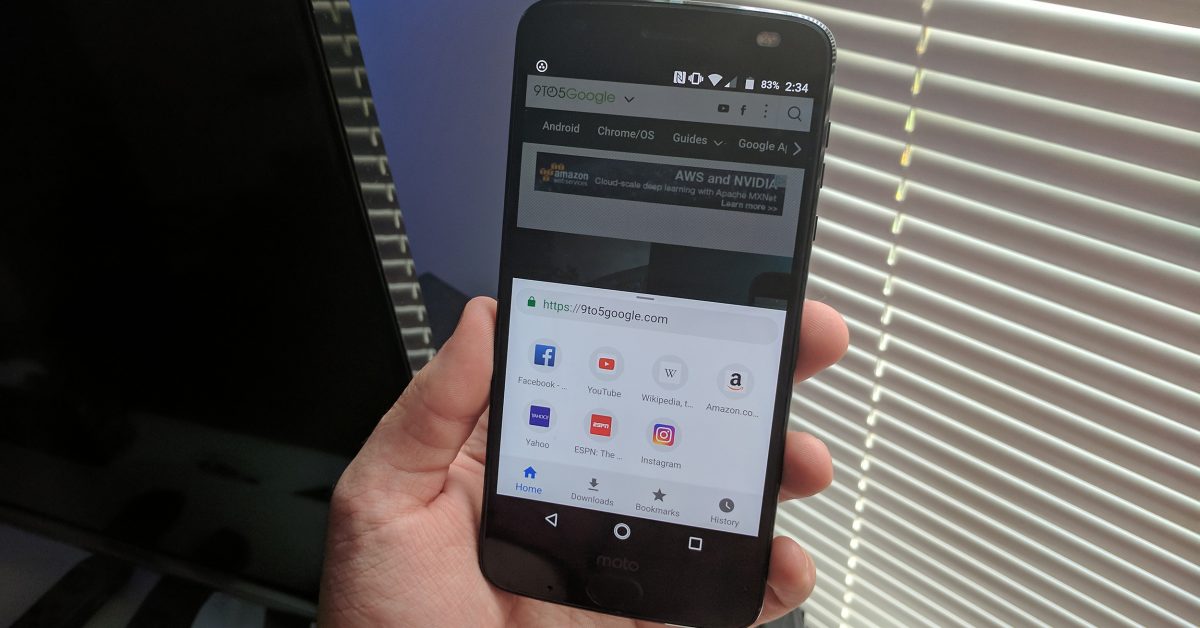 83% 2:34
9TO5Google
Android Chrome/OS Guides Google A
amazon
webservices
AWS and NVIDIA
Cloud-scale deep learning with Apache MXNet
Learn more >>
https://9to5google.com
f W a
Facebook - ... YouTube Wikipedia, t... Amazon.co...
YAHOO! ESPN
Yahoo ESPN: The ... Instagram
Home Downloads Bookmarks History
moto